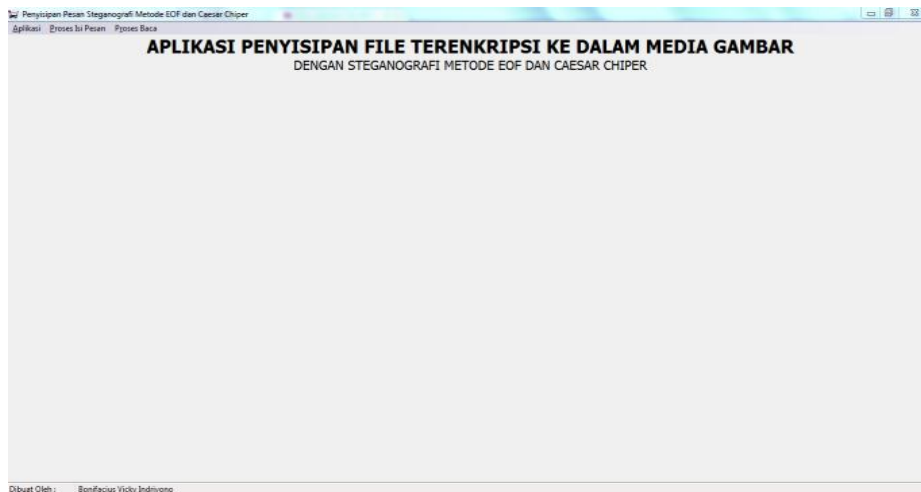 Penyisipan Pesan Steganografi Metode EOF dan Caesar Chiper
Aplikasi Proses Isi Pesan Proses Baca
APLIKASI PENYISIPAN FILE TERENKRIPSI KE DALAM MEDIA GAMBAR
DENGAN STEGANOGRAFI METODE EOF DAN CAESAR CHIPER
Dibuat Oleh : Bonifacius Vicky Indriyono